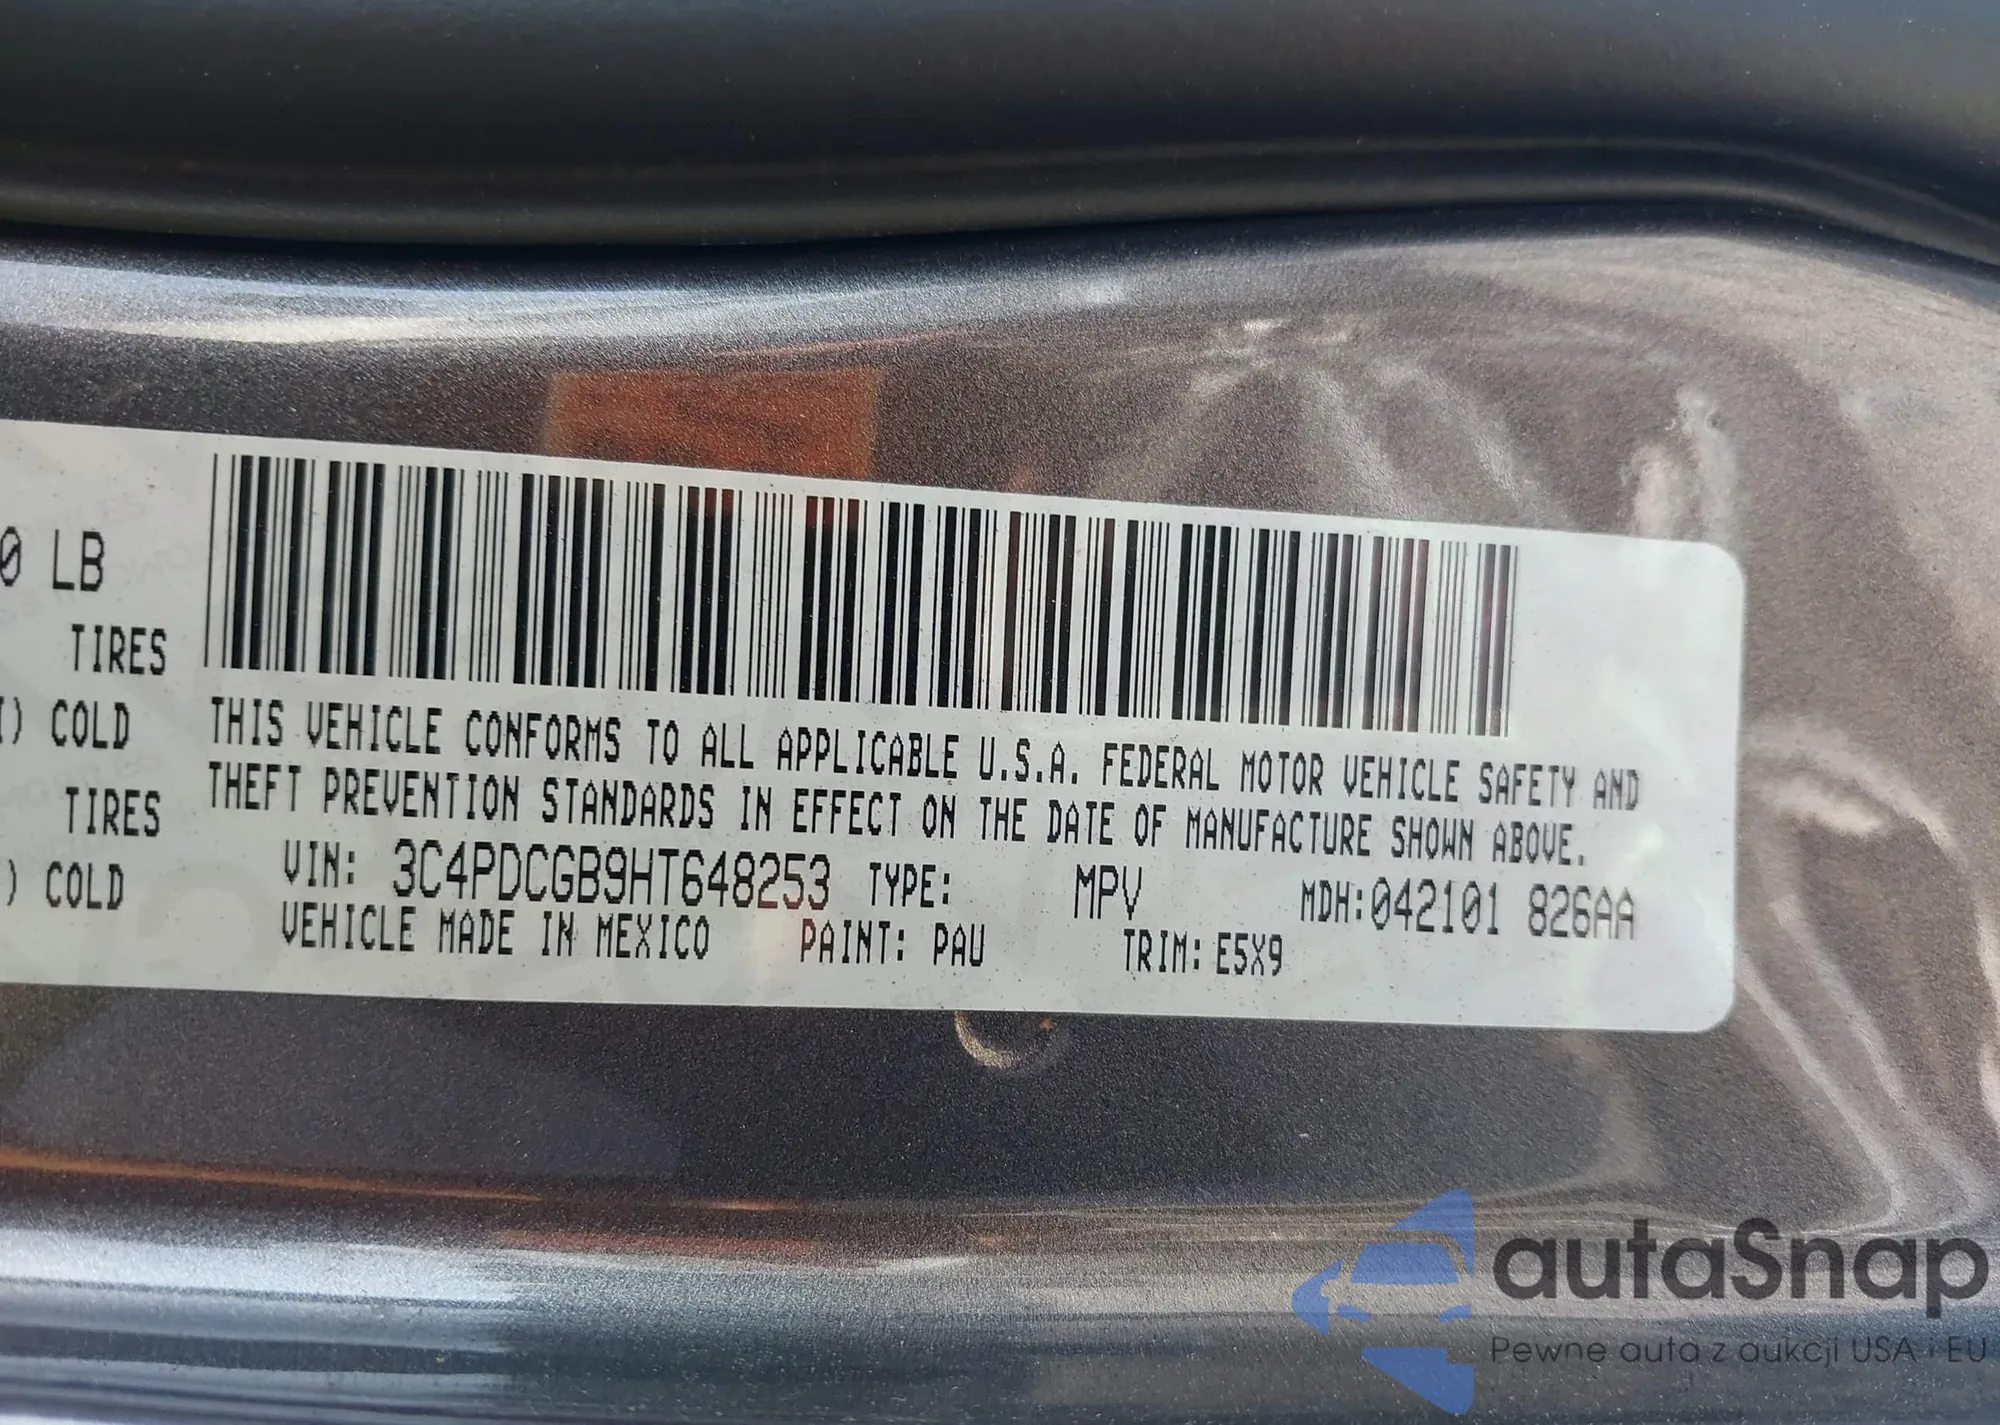 0 LB
TIRES
I) COLD
TIRES
) COLD
THIS VEHICLE CONFORMS TO ALL APPLICABLE U.S.A. FEDERAL MOTOR VEHICLE SAFETY AND
THEFT PREVENTION STANDARDS IN EFFECT ON THE DATE OF MANUFACTURE SHOWN ABOVE.
VIN: 3C4PDCGB9HT648253 TYPE: MPV MDH:042101 826AA
VEHICLE MADE IN MEXICO PAINT: PAU TRIM: E5X9
autaSnap
Pewne auta z aukcji USA i EU